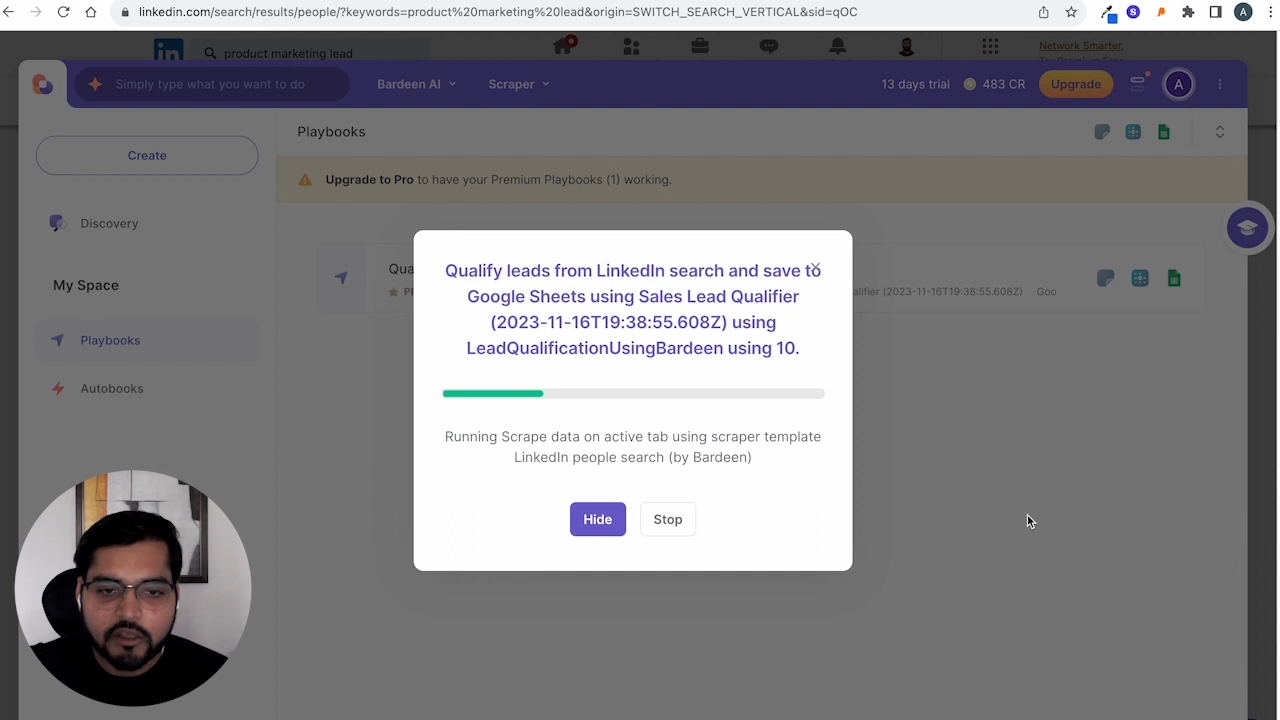 linkedin.com/search/results/people/?keywords=product%20marketing%20lead&origin=SWITCH_SEARCH_VERTICAL&sid=qOC
A
in
product marketing lead
Network Smarter,
Simply type what you want to do
Bardeen AI
Scraper
13 days trial
483 CR
Upgrade
A
Create
Playbooks
Upgrade to Pro to have your Premium Playbooks (1) working.
Discovery
My Space
Playbooks
Autobooks
Qua
alifier (2023-11-16T19:38:55.608Z)
Goo
Qualify leads from LinkedIn search and save to
Google Sheets using Sales Lead Qualifier
(2023-11-16T19:38:55.608Z) using
LeadQualificationUsingBardeen using 10.
Running Scrape data on active tab using scraper template
LinkedIn people search (by Bardeen)
Hide
Stop